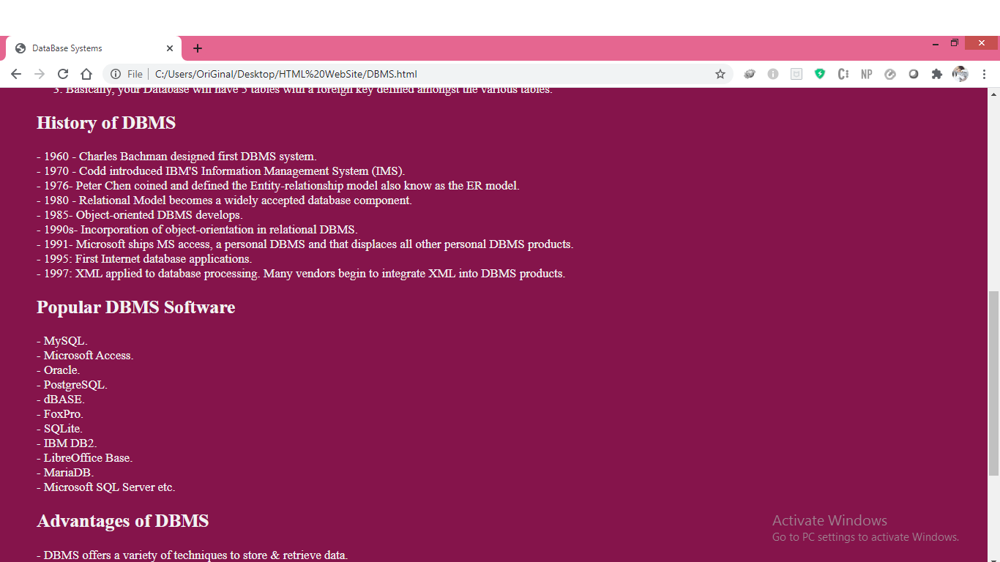 DataBase Systems
File
C:/Users/OriGinal/Desktop/HTML%20WebSite/DBMS.html
NP
3. Basically, your Database will have 5 tables with a foreign key defined amongst the various tables.
History of DBMS
- 1960 - Charles Bachman designed first DBMS system.
- 1970 - Codd introduced IBM'S Information Management System (IMS).
- 1976- Peter Chen coined and defined the Entity-relationship model also know as the ER model.
- 1980 - Relational Model becomes a widely accepted database component.
- 1985- Object-oriented DBMS develops.
- 1990s- Incorporation of object-orientation in relational DBMS.
- 1991- Microsoft ships MS access, a personal DBMS and that displaces all other personal DBMS products.
- 1995: First Internet database applications.
- 1997: XML applied to database processing. Many vendors begin to integrate XML into DBMS products.
Popular DBMS Software
- MySQL.
- Microsoft Access.
- Oracle.
- PostgreSQL.
- dBASE.
- FoxPro.
- SQLite.
- IBM DB2.
- LibreOffice Base.
- MariaDB.
- Microsoft SQL Server etc.
Advantages of DBMS
- DBMS offers a variety of techniques to store & retrieve data.
Activate Windows
Go to PC settings to activate Windows.